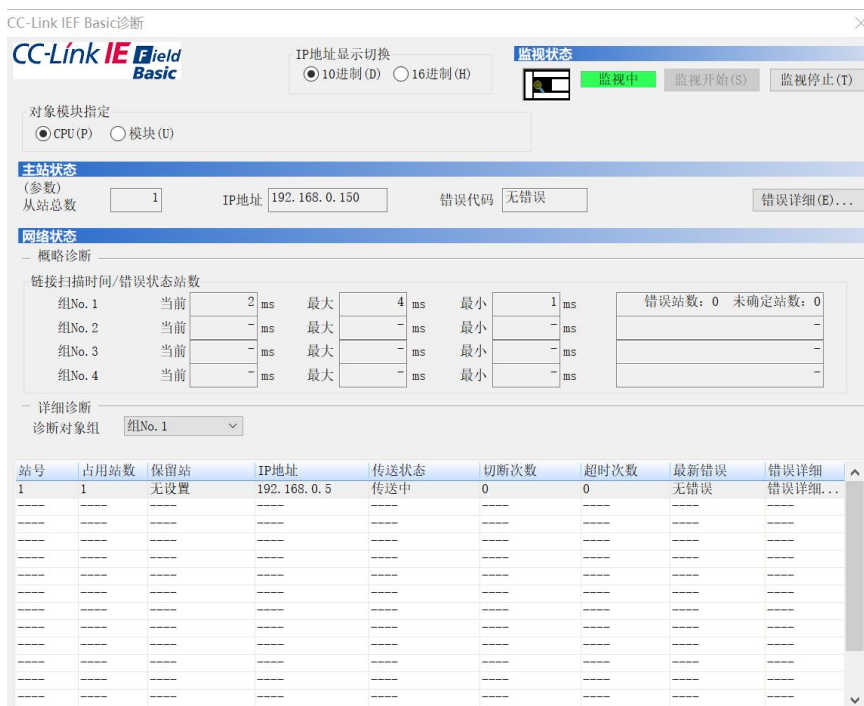 CC-Link IEF Basic诊断
CC-Link IE Field Basic
IP地址显示切换
10进制(D) 16进制(H)
监视状态
监视中 监视开始(S) 监视停止(T)
对象模块指定
CPU(P) 模块(U)
主站状态
(参数)
从站总数 1 IP地址 192.168.0.150 错误代码 无错误 错误详细(E)...
网络状态
概略诊断
链接扫描时间/错误状态站数
组No.1 当前 2 ms 最大 4 ms 最小 1 ms 错误站数: 0 未确定站数: 0
组No.2 当前 - ms 最大 - ms 最小 - ms -
组No.3 当前 - ms 最大 - ms 最小 - ms -
组No.4 当前 - ms 最大 - ms 最小 - ms -
详细诊断
诊断对象组 组No.1
站号 占用站数 保留站 IP地址 传送状态 切断次数 超时次数 最新错误 错误详细
1 1 无设置 192.168.0.5 传送中 0 0 无错误 错误详细...
---- ---- ---- ---- ---- ---- ---- ---- ----
---- ---- ---- ---- ---- ---- ---- ---- ----
---- ---- ---- ---- ---- ---- ---- ---- ----
---- ---- ---- ---- ---- ---- ---- ---- ----
---- ---- ---- ---- ---- ---- ---- ---- ----
---- ---- ---- ---- ---- ---- ---- ---- ----
---- ---- ---- ---- ---- ---- ---- ---- ----
---- ---- ---- ---- ---- ---- ---- ---- ----
---- ---- ---- ---- ---- ---- ---- ---- ----
---- ---- ---- ---- ---- ---- ---- ---- ----
---- ---- ---- ---- ---- ---- ---- ---- ----
---- ---- ---- ---- ---- ---- ---- ---- ----